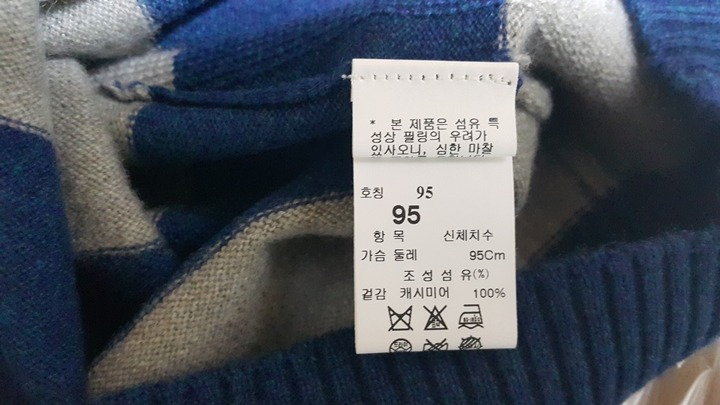 * 본 제품은 섬유 특
성상 필링의 우려가
있사오니, 심한 마찰
호칭 95
95
항 목 신체치수
가슴 둘레 95Cm
조 성 섬 유(%)
겉감 캐시미어 100%